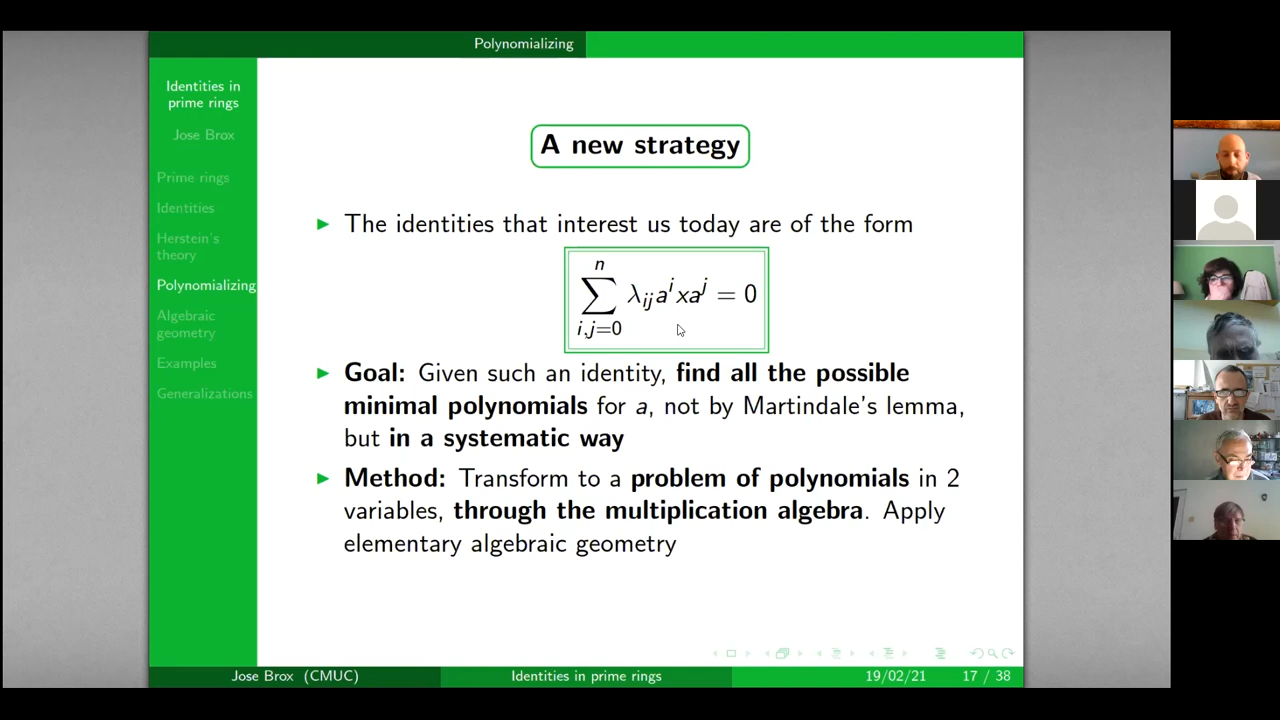 Polynomializing
Identities in
prime rings
Jose Brox
Prime rings
Identities
Herstein's
theory
Polynomializing
Algebraic
geometry
Examples
Generalizations
A new strategy
▶ The identities that interest us today are of the form
n
∑ λij aⁱxaʲ = 0
i,j=0
▶ Goal: Given such an identity, find all the possible
minimal polynomials for a, not by Martindale's lemma,
but in a systematic way
▶ Method: Transform to a problem of polynomials in 2
variables, through the multiplication algebra. Apply
elementary algebraic geometry
Jose Brox (CMUC) Identities in prime rings 19/02/21 17 / 38